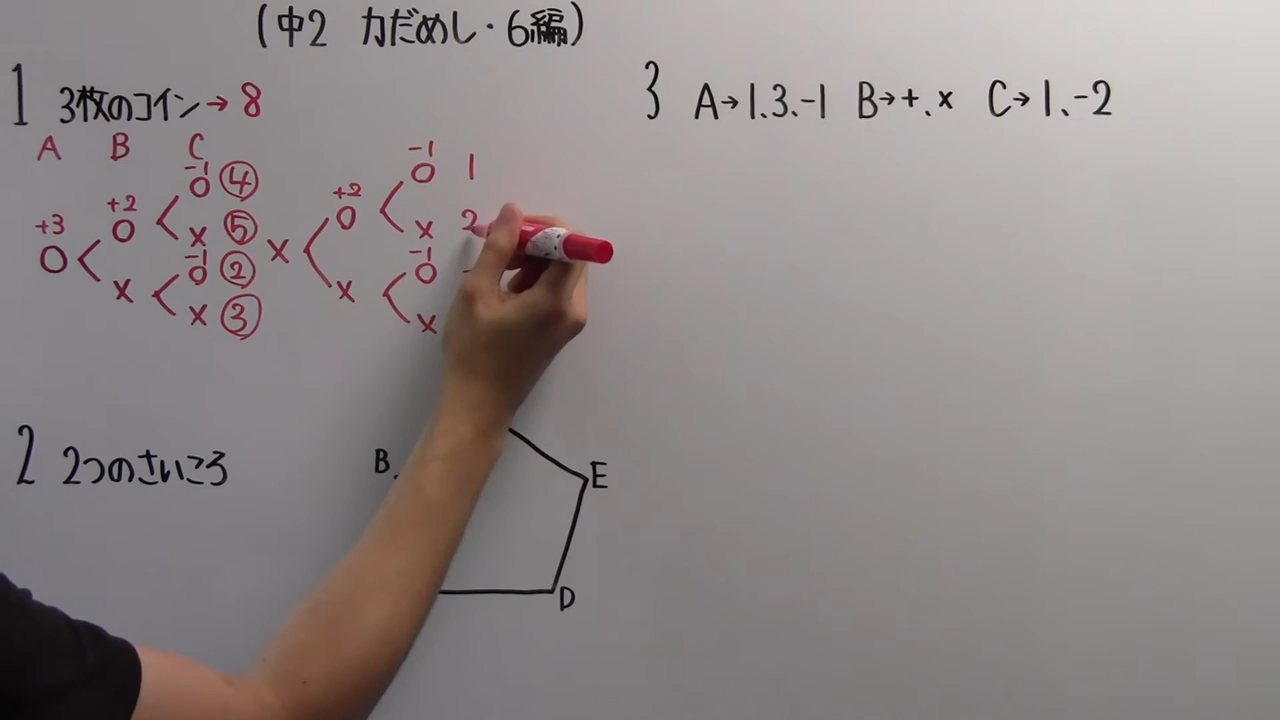 (中2 力だめし・6編)
1 3枚のコイン→8
A B C
-1
○ ④
+2
○ <
× ⑤
+3
○ <
-1
○ ②
× <
× ③
-1
○ 1
+2
○ <
× 2
× <
-1
○
× <
×
2 2つのさいころ
B
E
D
3 A→1.3.-1 B→+.× C→1、-2